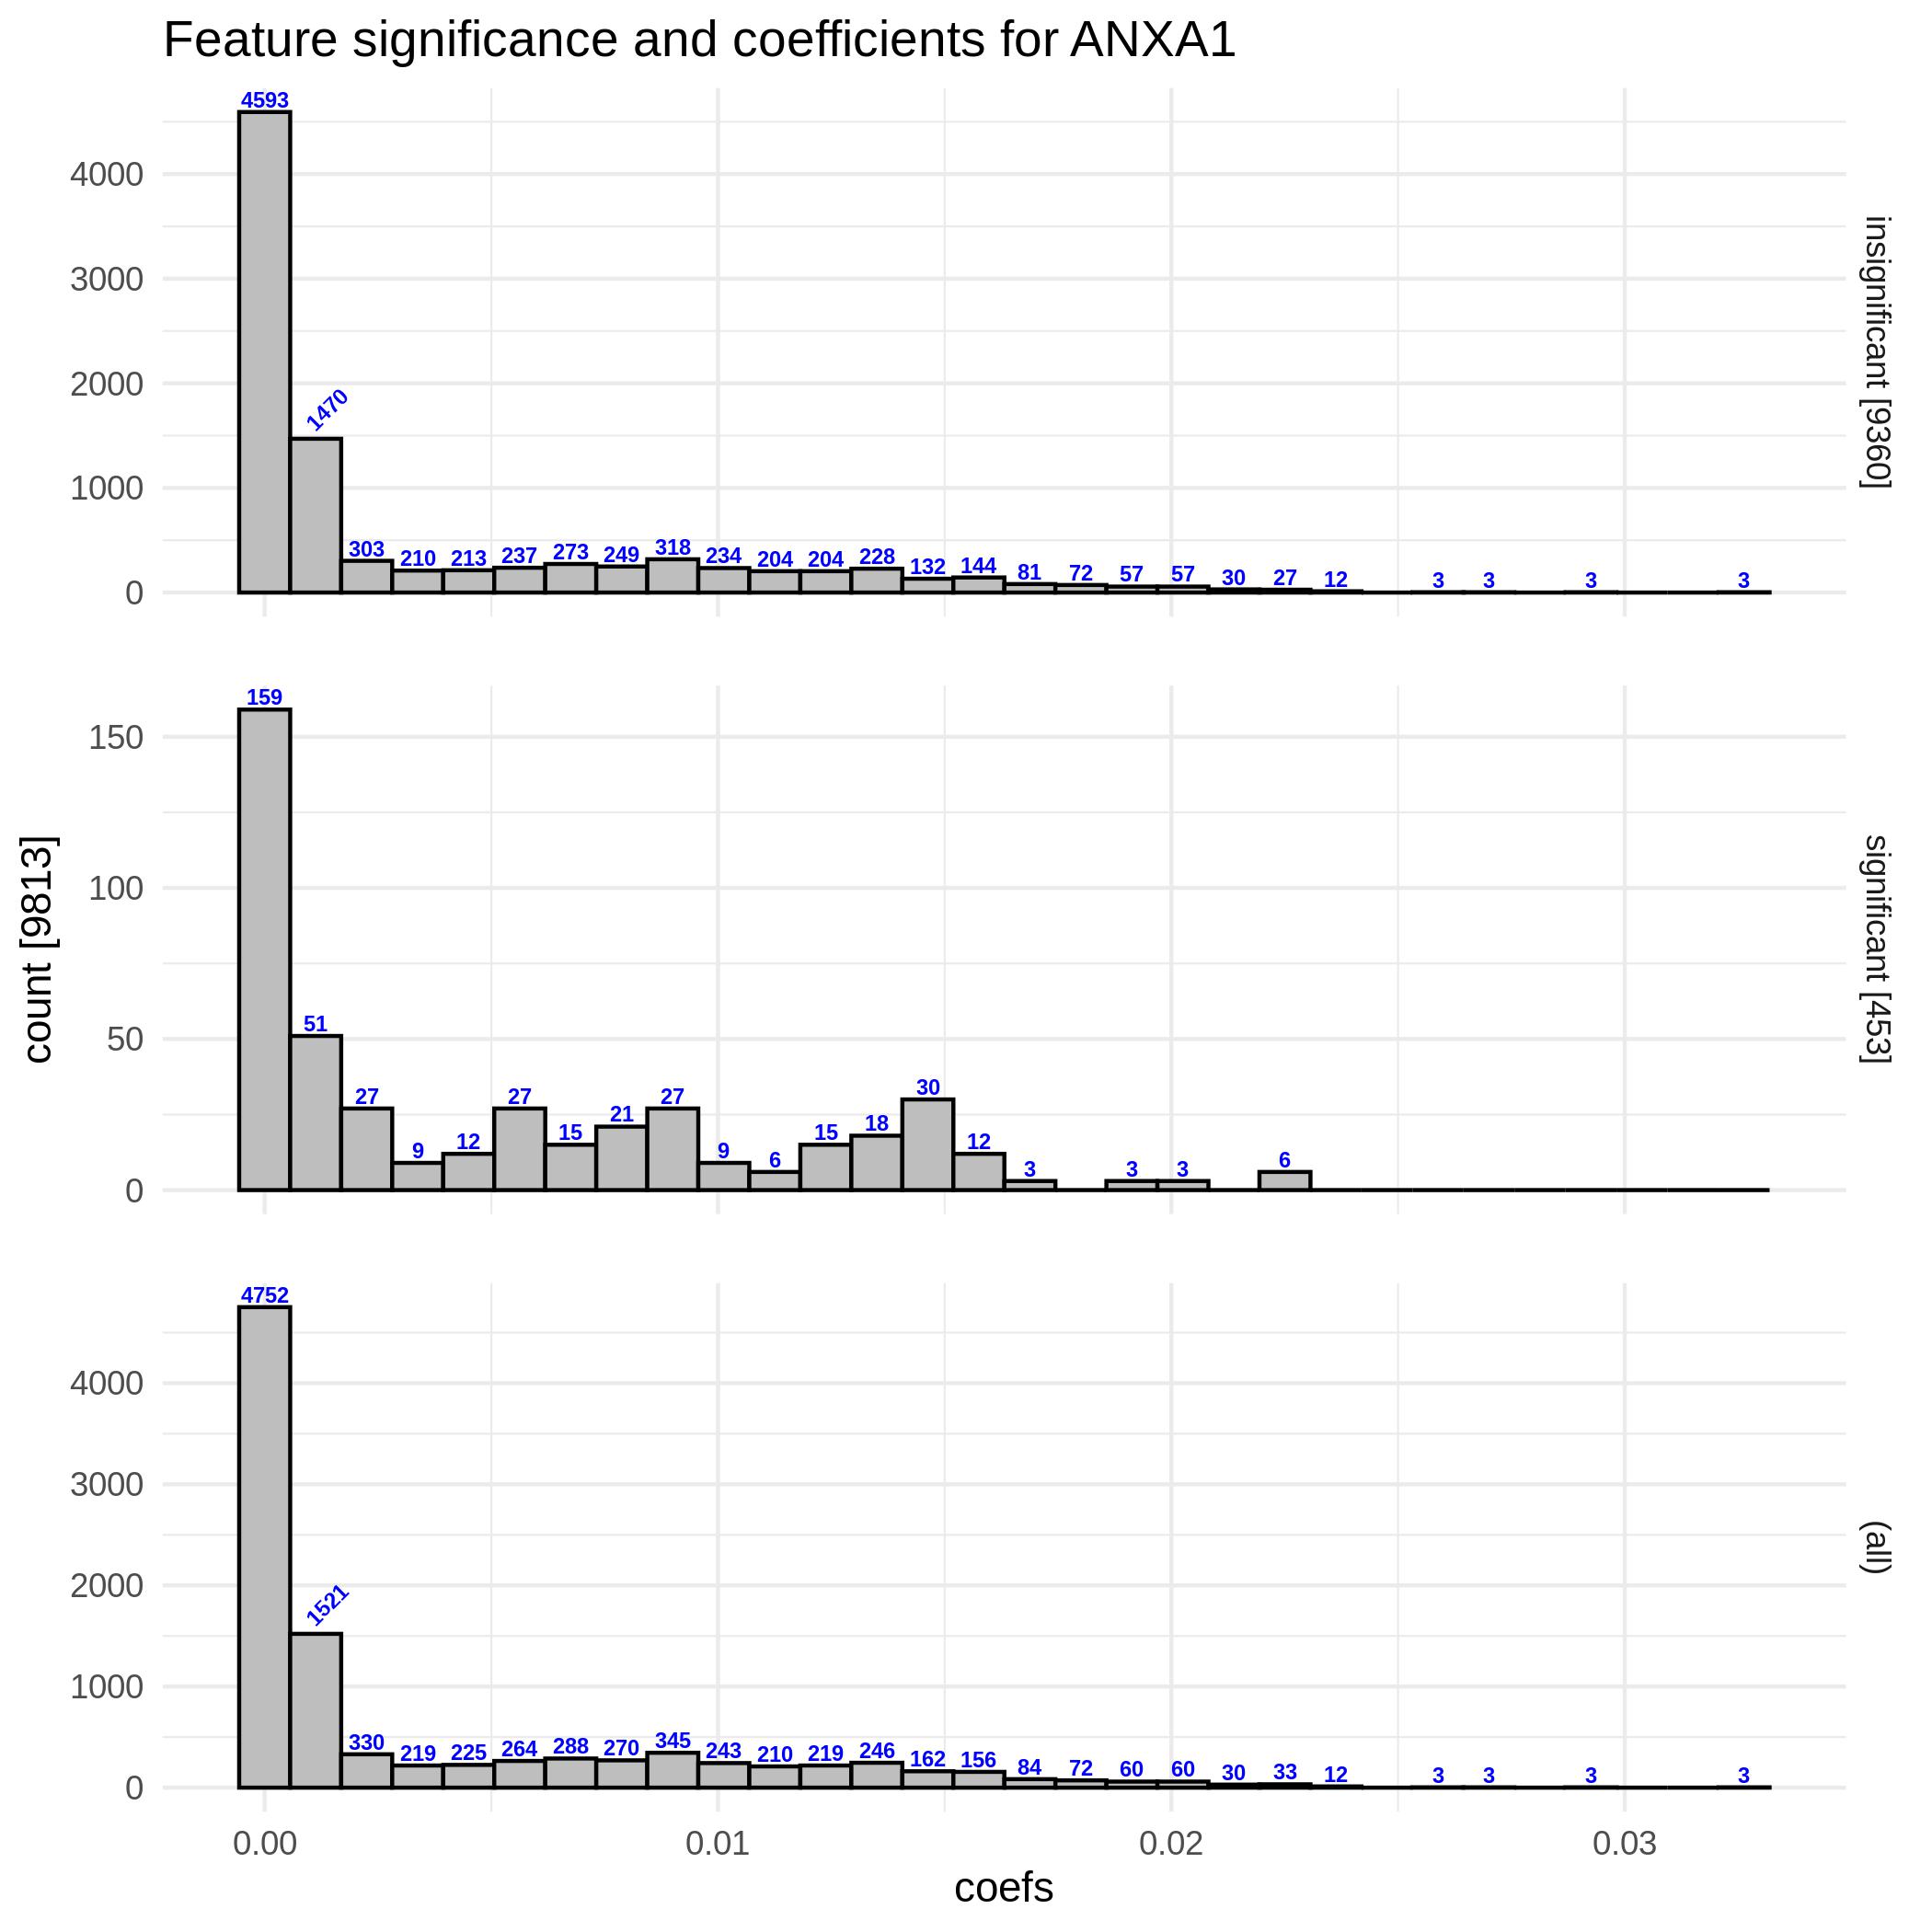 Feature significance and coefficients for ANXA1
4593
1470
303 210 213 237 273 249 318 234 204 204 228 132 144 81 72 57 57 30 27 12 3 3 3 3
4000
3000
2000
1000
0
insignificant [9360]
159
51
27 9 12 27 15 21 27 9 6 15 18 30 12 3 3 3 6
150
100
50
0
significant [453]
count [9813]
4752
1521
330 219 225 264 288 270 345 243 210 219 246 162 156 84 72 60 60 30 33 12 3 3 3 3
4000
3000
2000
1000
0
(all)
0.00 0.01 0.02 0.03
coefs